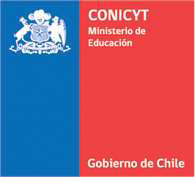 CONICYT
Ministerio de
Educación
Gobierno de Chile